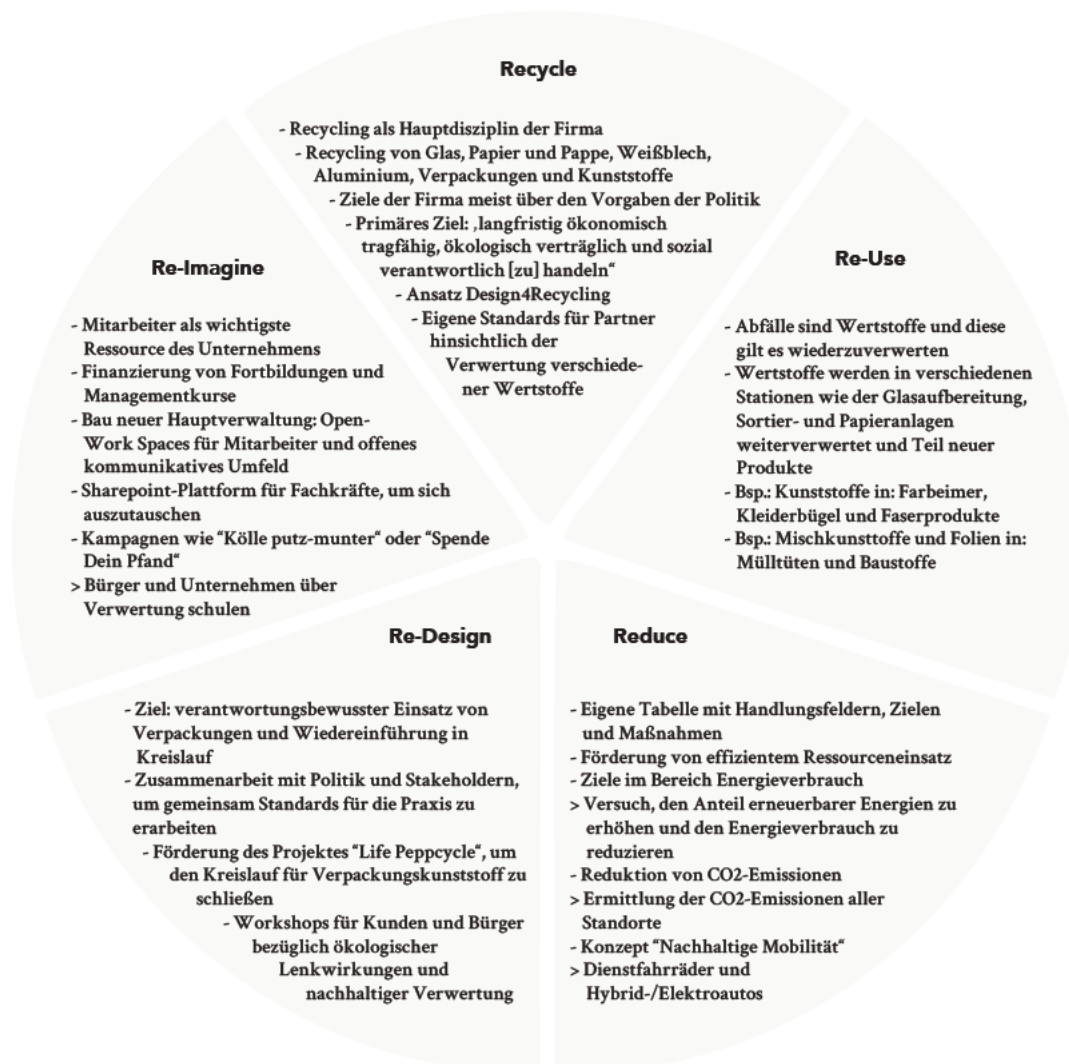 Recycle
- Recycling als Hauptdisziplin der Firma
- Recycling von Glas, Papier und Pappe, Weißblech,
Aluminium, Verpackungen und Kunststoffe
- Ziele der Firma meist über den Vorgaben der Politik
- Primäres Ziel: ‚langfristig ökonomisch
tragfähig, ökologisch verträglich und sozial
verantwortlich [zu] handeln“
- Ansatz Design4Recycling
- Eigene Standards für Partner
hinsichtlich der
Verwertung verschiede-
ner Wertstoffe
Re-Use
- Abfälle sind Wertstoffe und diese
gilt es wiederzuverwerten
- Wertstoffe werden in verschiedenen
Stationen wie der Glasaufbereitung,
Sortier- und Papieranlagen
weiterverwertet und Teil neuer
Produkte
- Bsp.: Kunststoffe in: Farbeimer,
Kleiderbügel und Faserprodukte
- Bsp.: Mischkunsttoffe und Folien in:
Mülltüten und Baustoffe
Re-Imagine
- Mitarbeiter als wichtigste
Ressource des Unternehmens
- Finanzierung von Fortbildungen und
Managementkurse
- Bau neuer Hauptverwaltung: Open-
Work Spaces für Mitarbeiter und offenes
kommunikatives Umfeld
- Sharepoint-Plattform für Fachkräfte, um sich
auszutauschen
- Kampagnen wie “Kölle putz-munter“ oder “Spende
Dein Pfand“
> Bürger und Unternehmen über
Verwertung schulen
Re-Design
- Ziel: verantwortungsbewusster Einsatz von
Verpackungen und Wiedereinführung in
Kreislauf
- Zusammenarbeit mit Politik und Stakeholdern,
um gemeinsam Standards für die Praxis zu
erarbeiten
- Förderung des Projektes “Life Peppcycle“, um
den Kreislauf für Verpackungskunststoff zu
schließen
- Workshops für Kunden und Bürger
bezüglich ökologischer
Lenkwirkungen und
nachhaltiger Verwertung
Reduce
- Eigene Tabelle mit Handlungsfeldern, Zielen
und Maßnahmen
- Förderung von effizientem Ressourceneinsatz
- Ziele im Bereich Energieverbrauch
> Versuch, den Anteil erneuerbarer Energien zu
erhöhen und den Energieverbrauch zu
reduzieren
- Reduktion von CO2-Emissionen
> Ermittlung der CO2-Emissionen aller
Standorte
- Konzept “Nachhaltige Mobilität“
> Dienstfahrräder und
Hybrid-/Elektroautos